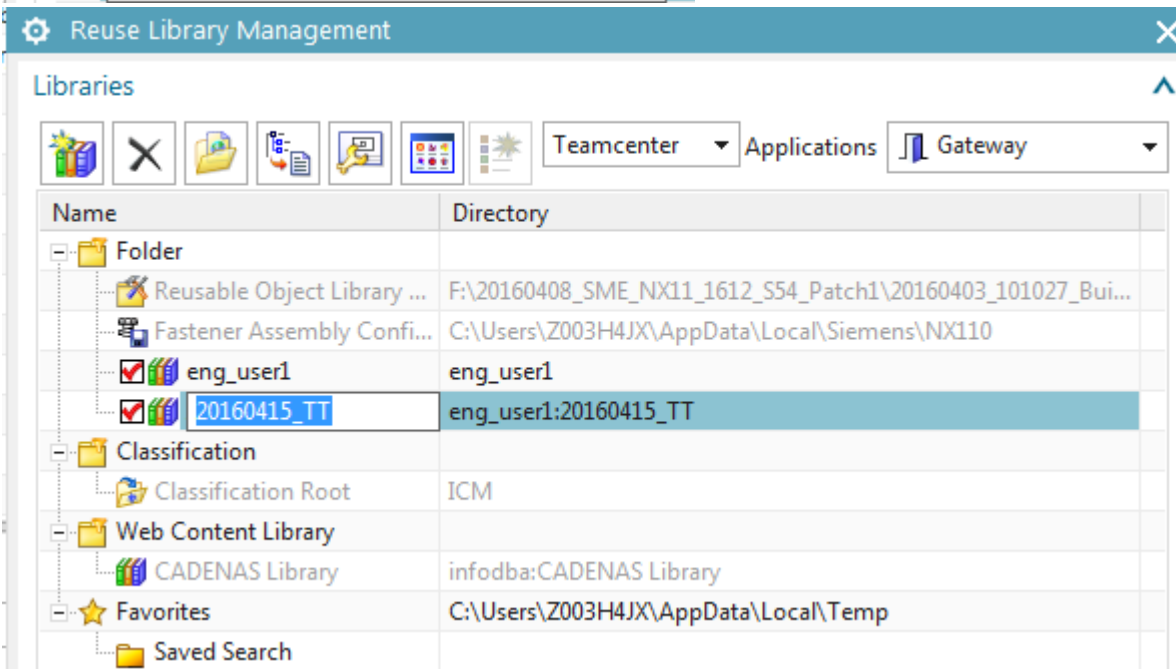 Reuse Library Management
Libraries
Teamcenter Applications Gateway
Name Directory
Folder
Reusable Object Library ... F:\20160408_SME_NX11_1612_S54_Patch1\20160403_101027_Bui...
Fastener Assembly Confi... C:\Users\Z003H4JX\AppData\Local\Siemens\NX110
eng_user1 eng_user1
20160415_TT eng_user1:20160415_TT
Classification
Classification Root ICM
Web Content Library
CADENAS Library infodba:CADENAS Library
Favorites C:\Users\Z003H4JX\AppData\Local\Temp
Saved Search